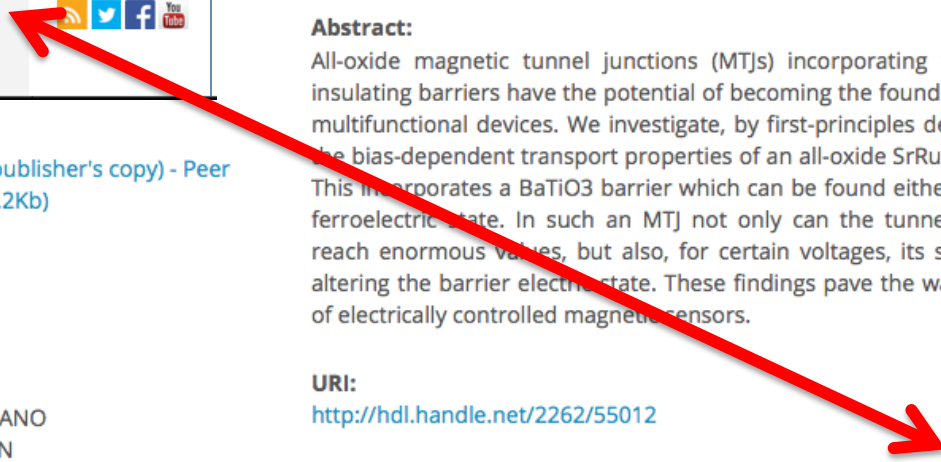 You
Tube
Abstract:
All-oxide magnetic tunnel junctions (MTJs) incorporating
insulating barriers have the potential of becoming the found
multifunctional devices. We investigate, by first-principles de
the bias-dependent transport properties of an all-oxide SrRu
This incorporates a BaTiO3 barrier which can be found eithe
ferroelectric state. In such an MTJ not only can the tunne
reach enormous values, but also, for certain voltages, its s
altering the barrier electric state. These findings pave the wa
of electrically controlled magnetic sensors.
publisher's copy) - Peer
2Kb)
URI:
http://hdl.handle.net/2262/55012
ANO
N